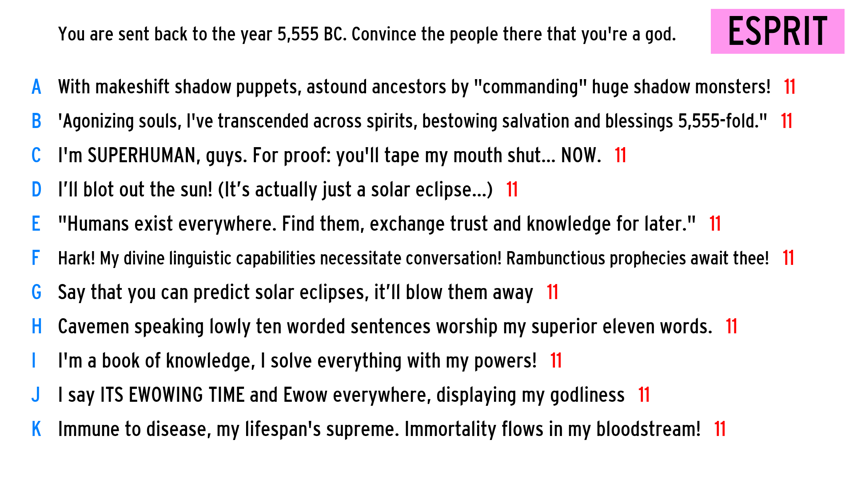 You are sent back to the year 5,555 BC. Convince the people there that you're a god.
ESPRIT
A With makeshift shadow puppets, astound ancestors by "commanding" huge shadow monsters! 11
B 'Agonizing souls, I've transcended across spirits, bestowing salvation and blessings 5,555-fold." 11
C I'm SUPERHUMAN, guys. For proof: you'll tape my mouth shut... NOW. 11
D I’ll blot out the sun! (It’s actually just a solar eclipse...) 11
E "Humans exist everywhere. Find them, exchange trust and knowledge for later." 11
F Hark! My divine linguistic capabilities necessitate conversation! Rambunctious prophecies await thee! 11
G Say that you can predict solar eclipses, it’ll blow them away 11
H Cavemen speaking lowly ten worded sentences worship my superior eleven words. 11
I I'm a book of knowledge, I solve everything with my powers! 11
J I say ITS EWOWING TIME and Ewow everywhere, displaying my godliness 11
K Immune to disease, my lifespan's supreme. Immortality flows in my bloodstream! 11